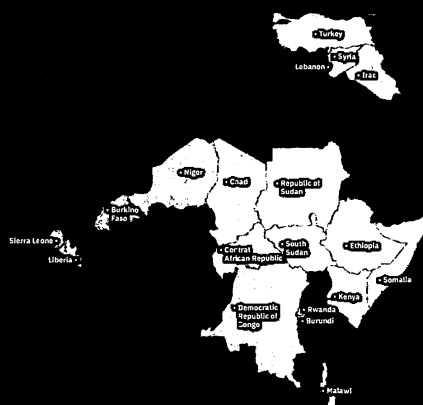 Turkey
Syria
Lebanon
Iraq
Niger
Chad
Republic of
Sudan
Burkina
Faso
Sierra Leone
Liberia
Central
African Republic
South
Sudan
Ethiopia
Somalia
Kenya
Democratic
Republic of
Congo
Rwanda
Burundi
Malawi